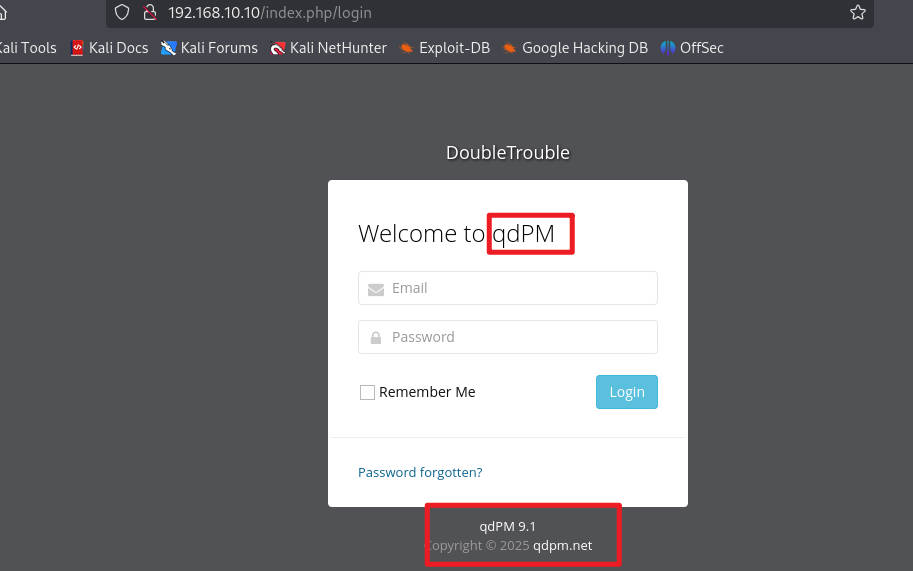 192.168.10.10/index.php/login
Kali Tools Kali Docs Kali Forums Kali NetHunter Exploit-DB Google Hacking DB OffSec
DoubleTrouble
Welcome to qdPM
Email
Password
Remember Me Login
Password forgotten?
qdPM 9.1
Copyright © 2025 qdpm.net